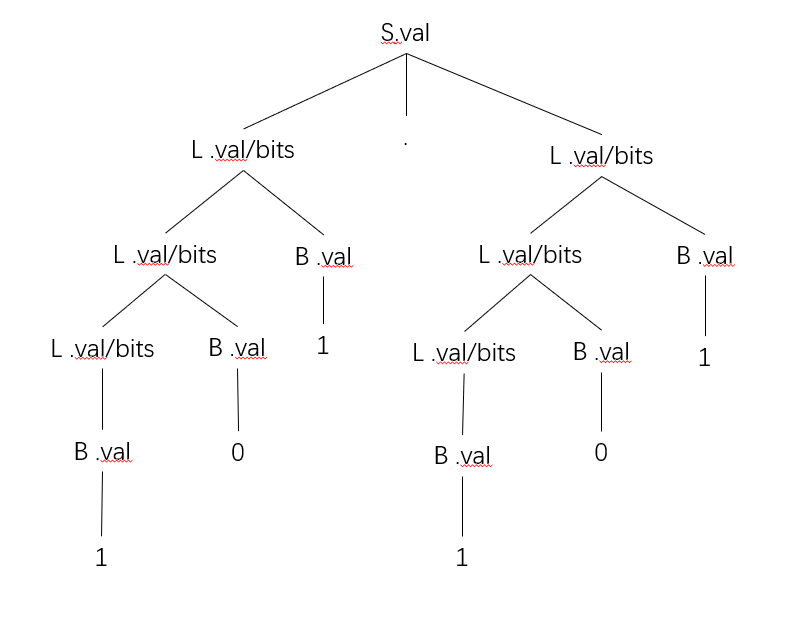 S.val
L .val/bits . L .val/bits
L .val/bits B .val L .val/bits B .val
L .val/bits B .val 1 L .val/bits B .val 1
B .val 0 B .val 0
1 1